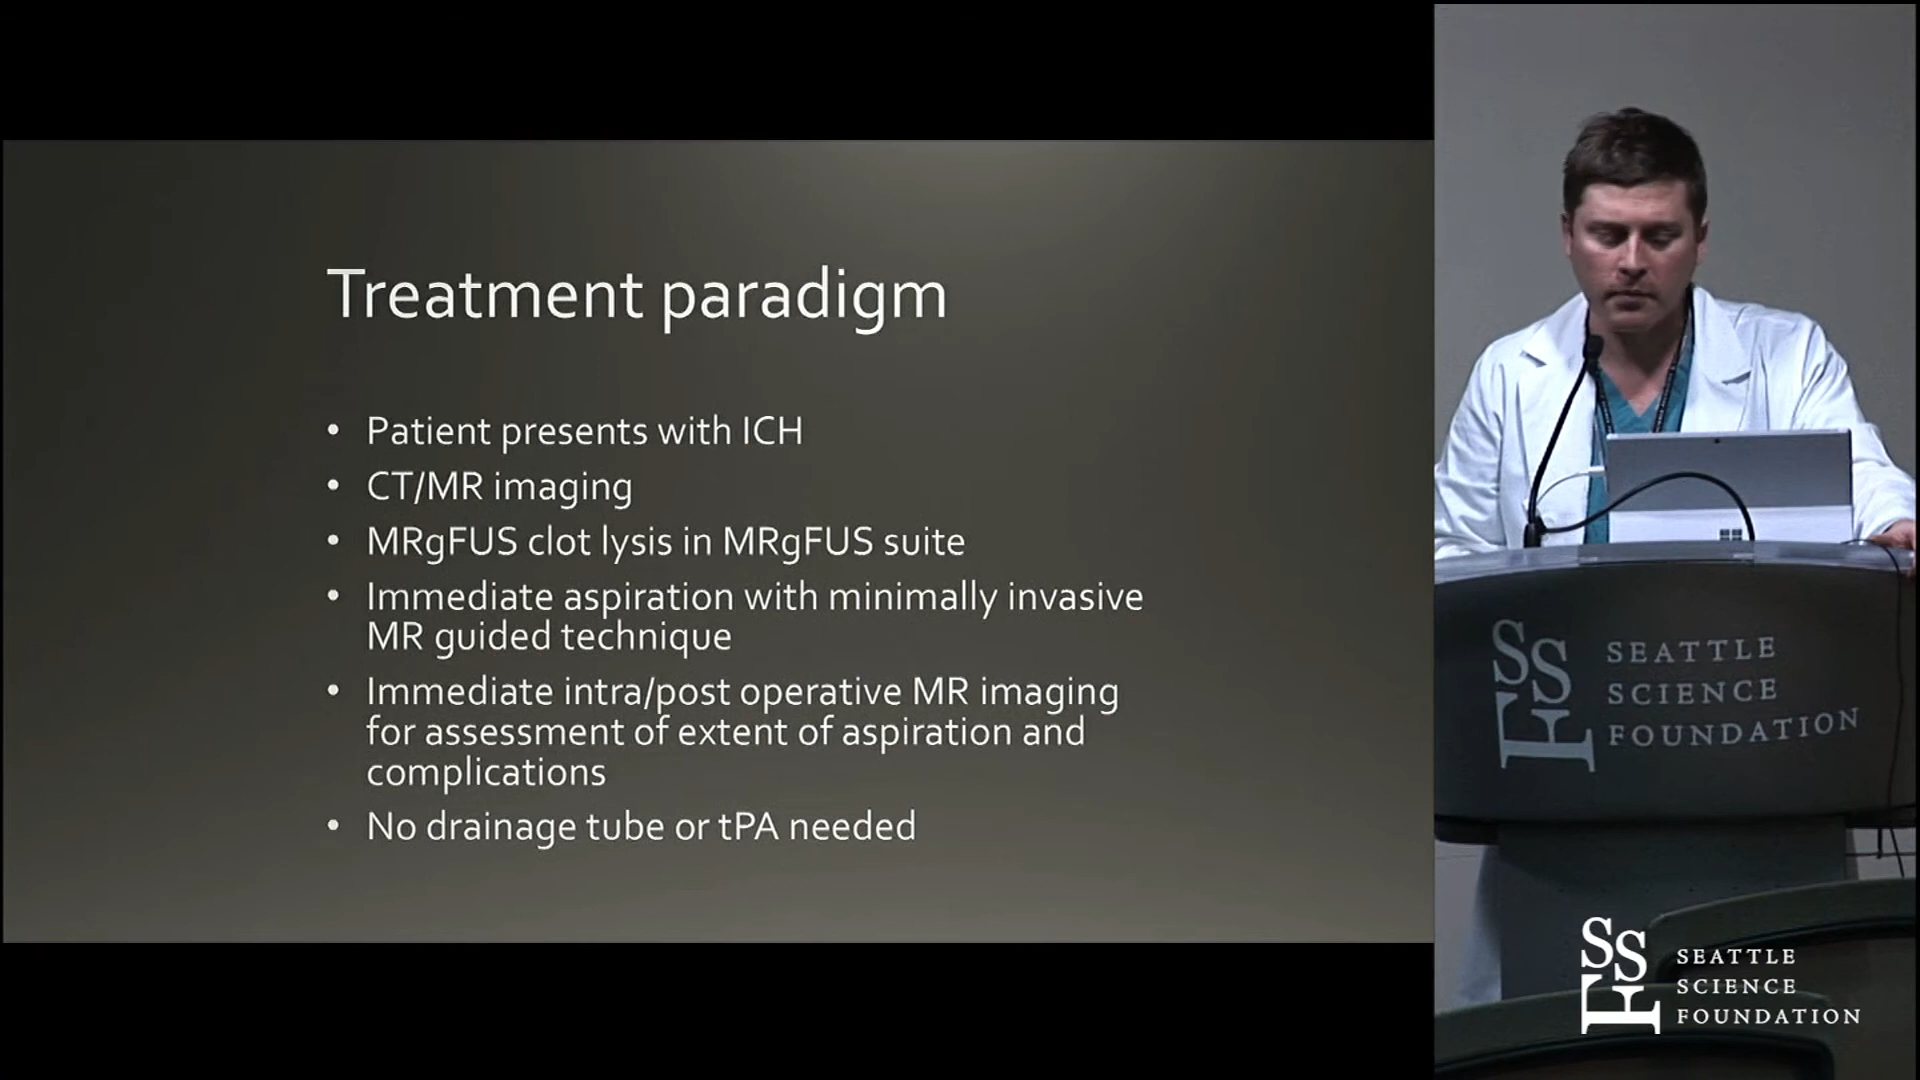 Treatment paradigm
• Patient presents with ICH
• CT/MR imaging
• MRgFUS clot lysis in MRgFUS suite
• Immediate aspiration with minimally invasive
MR guided technique
• Immediate intra/post operative MR imaging
for assessment of extent of aspiration and
complications
• No drainage tube or tPA needed
SSF
SEATTLE
SCIENCE
FOUNDATION
SSF
SEATTLE
SCIENCE
FOUNDATION